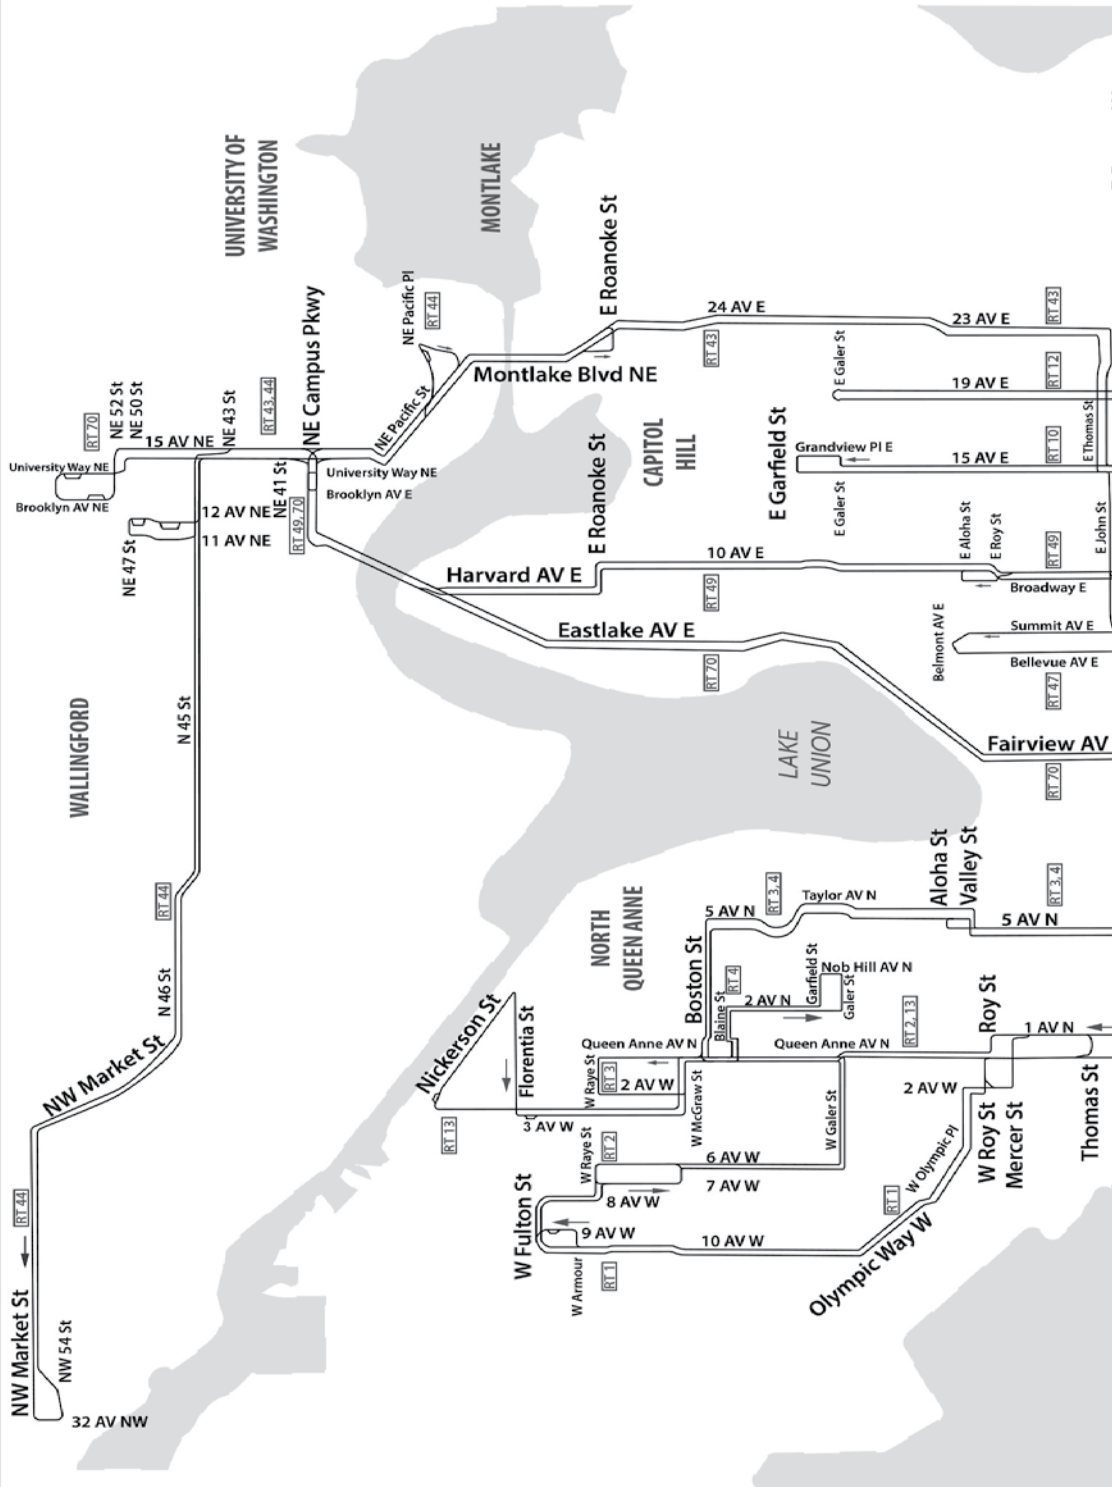 UNIVERSITY OF
WASHINGTON
MONTLAKE
E Roanoke St
NE Pacific Pl
RT 44
24 AV E
RT 43
23 AV E
RT 43
NE Campus Pkwy
RT 43,44
NE 43 St
NE 52 St
NE 50 St
RT 70
15 AV NE
University Way NE
Brooklyn AV NE
NE Pacific St
Montlake Blvd NE
E Galer St
19 AV E
RT 12
E Thomas St
University Way NE
Brooklyn AV E
NE 41 St
RT 49,70
12 AV NE
11 AV NE
NE 47 St
CAPITOL
HILL
E Garfield St
Grandview Pl E
15 AV E
RT 10
E Galer St
E Roanoke St
10 AV E
RT 49
Harvard AV E
E Aloha St
E Roy St
RT 49
E John St
Broadway E
Eastlake AV E
RT 70
Belmont AV E
Summit AV E
Bellevue AV E
RT 47
WALLINGFORD
N 45 St
LAKE
UNION
Fairview AV
RT 70
RT 44
N 46 St
NW Market St
NORTH
QUEEN ANNE
Aloha St
Valley St
RT 3, 4
Taylor AV N
5 AV N
RT 3, 4
5 AV N
Boston St
RT 4
Blaine St
2 AV N
Garfield St
Nob Hill AV N
Galer St
RT 2, 13
Nickerson St
Florentia St
Queen Anne AV N
Queen Anne AV N
Roy St
1 AV N
W Raye St
RT 3
2 AV W
W McGraw St
2 AV W
RT 13
3 AV W
W Galer St
W Roy St
Mercer St
Thomas St
W Raye St
RT 2
6 AV W
7 AV W
8 AV W
W Olympic Pl
W Fulton St
9 AV W
10 AV W
RT 1
W Armour
RT 1
Olympic Way W
RT 44
NW Market St
NW 54 St
32 AV NW